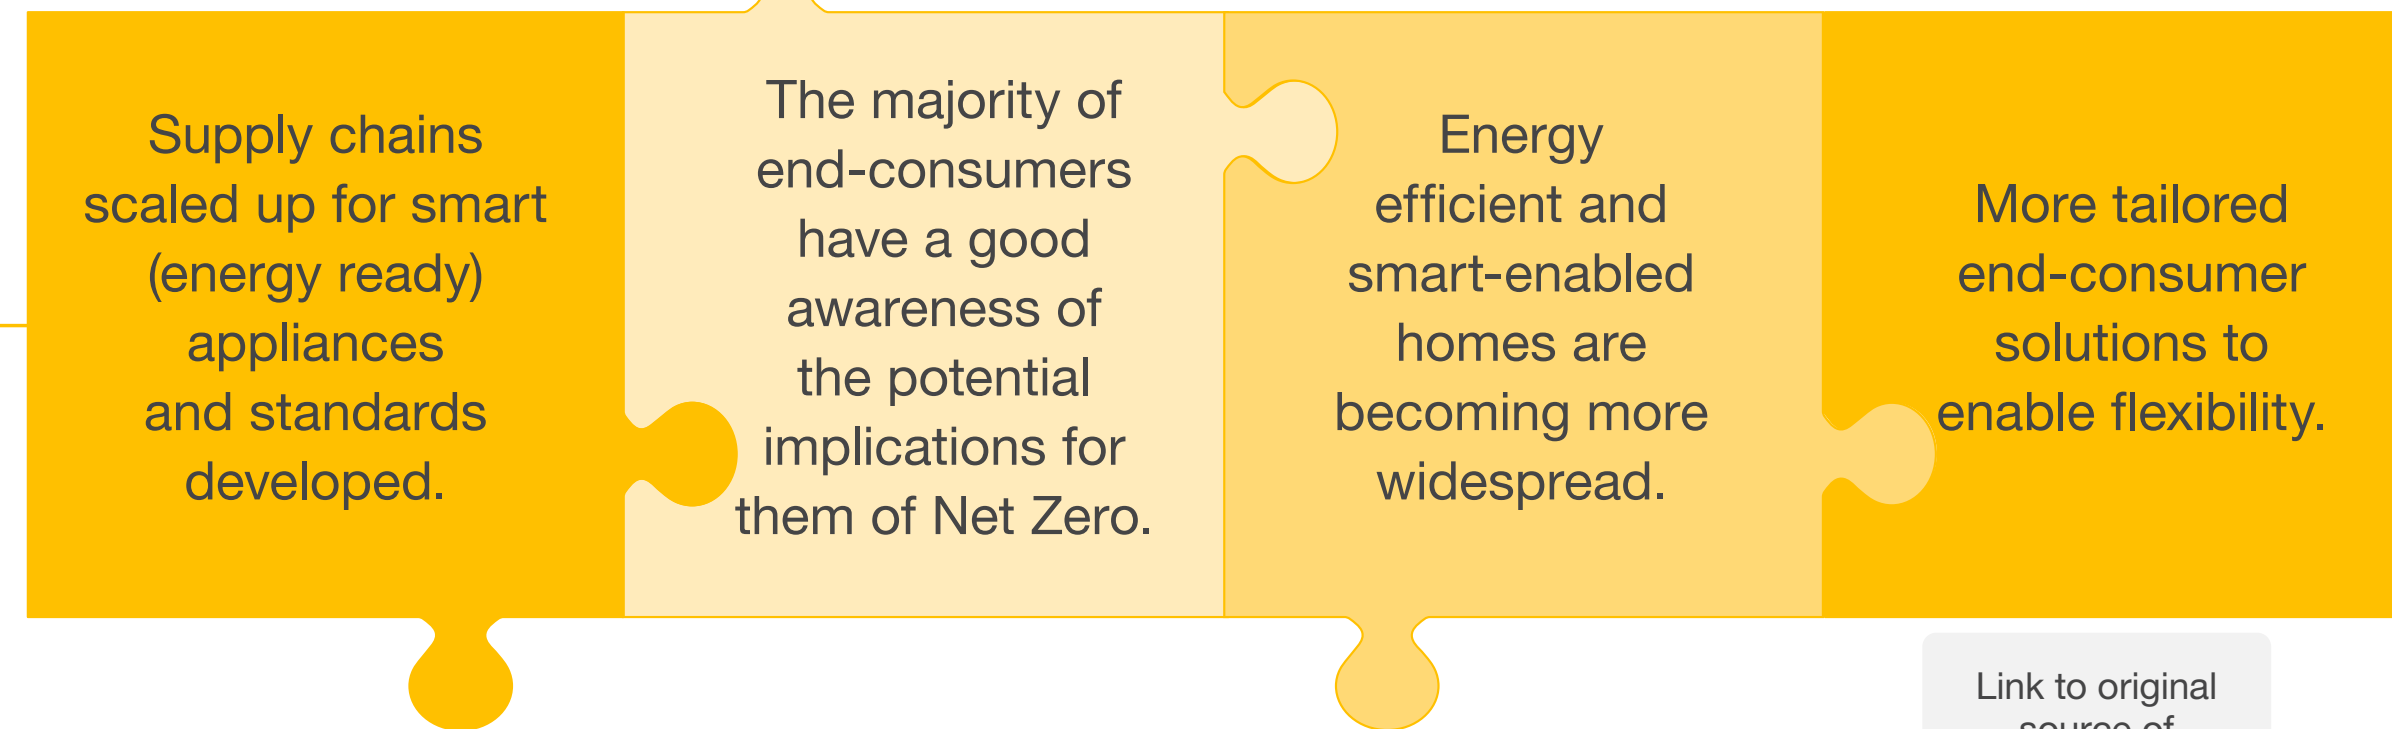 Supply chains
scaled up for smart
(energy ready)
appliances
and standards
developed.
The majority of
end-consumers
have a good
awareness of
the potential
implications for
them of Net Zero.
Energy
efficient and
smart-enabled
homes are
becoming more
widespread.
More tailored
end-consumer
solutions to
enable flexibility.
Link to original
source of